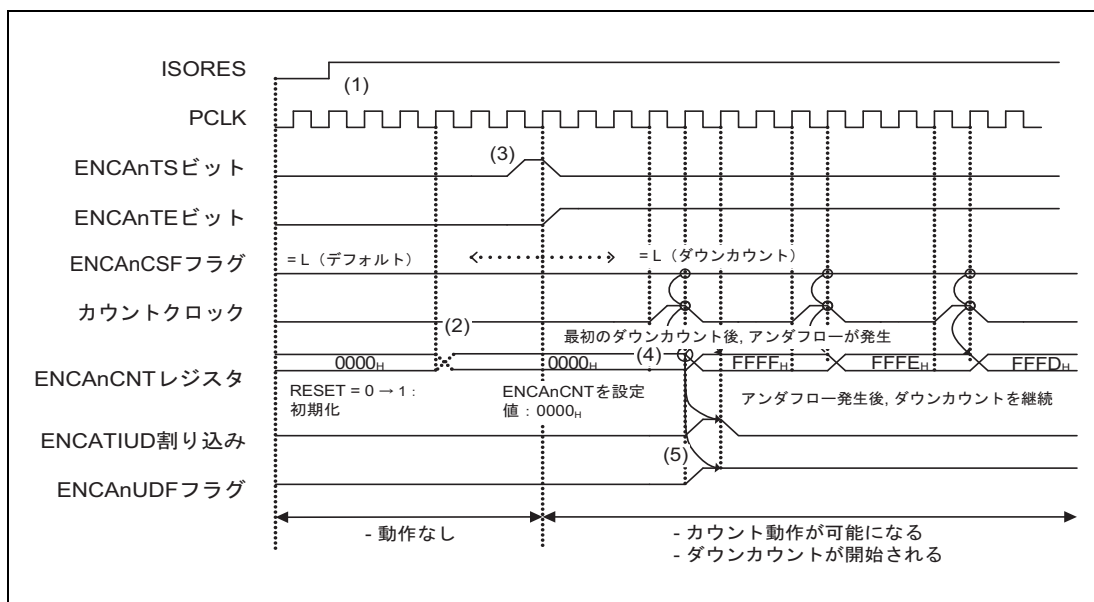 ISORES
(1)
PCLK
(3)
ENCAnTSビット
ENCAnTEビット
ENCAnCSFフラグ
= L（デフォルト）
= L（ダウンカウント）
カウントクロック
(2)
最初のダウンカウント後, アンダフローが発生
(4)
ENCAnCNTレジスタ
0000H
0000H
FFFFH
FFFEH
FFFDH
RESET = 0 → 1 :
初期化
ENCAnCNTを設定
値 : 0000H
アンダフロー発生後, ダウンカウントを継続
ENCATIUD割り込み
(5)
ENCAnUDFフラグ
- 動作なし
- カウント動作が可能になる
- ダウンカウントが開始される